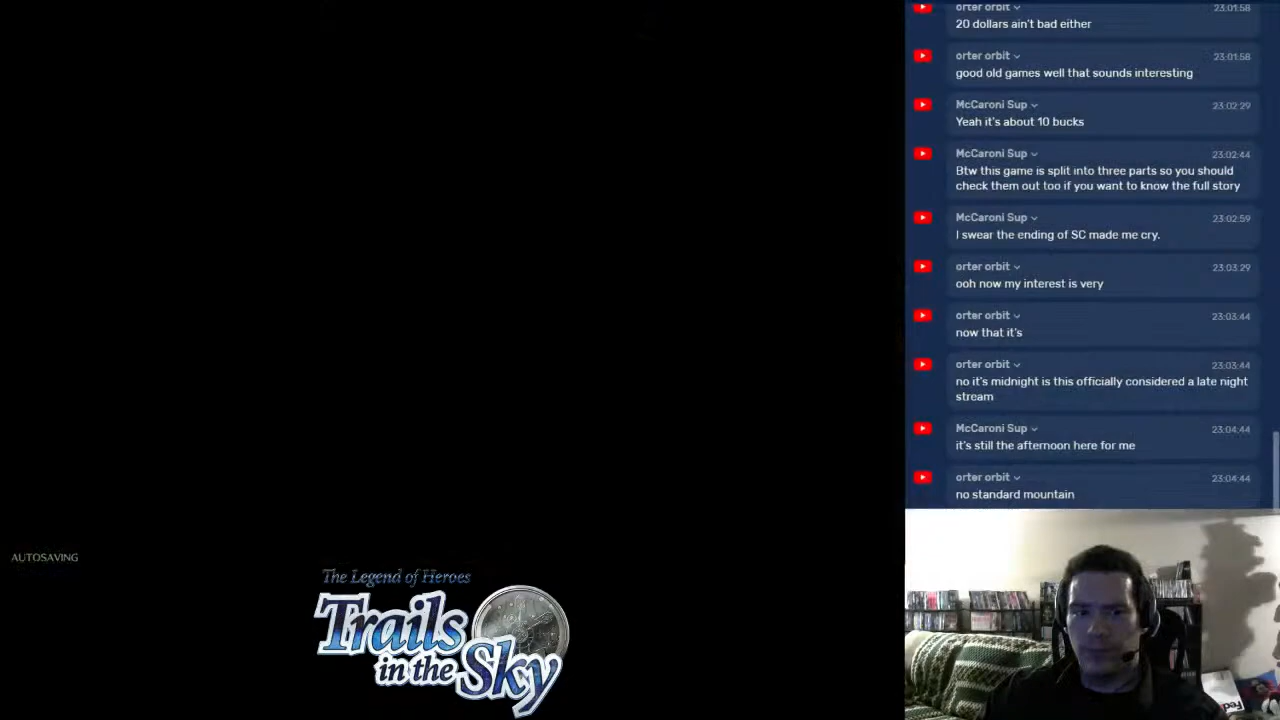 orter orbit 23:01:58
20 dollars ain't bad either
orter orbit 23:01:58
good old games well that sounds interesting
McCaroni Sup 23:02:29
Yeah it's about 10 bucks
McCaroni Sup 23:02:44
Btw this game is split into three parts so you should
check them out too if you want to know the full story
McCaroni Sup 23:02:59
I swear the ending of SC made me cry.
orter orbit 23:03:29
ooh now my interest is very
orter orbit 23:03:44
now that it's
orter orbit 23:03:44
no it's midnight is this officially considered a late night
stream
McCaroni Sup 23:04:44
it's still the afternoon here for me
orter orbit 23:04:44
no standard mountain
AUTOSAVING
The Legend of Heroes
Trails
in the Sky